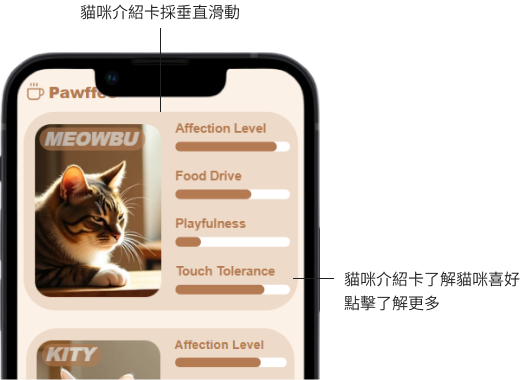 貓咪介紹卡採垂直滑動
Pawffe
MEOWBU
Affection Level
Food Drive
Playfulness
Touch Tolerance
貓咪介紹卡了解貓咪喜好
點擊了解更多
KITY
Affection Level